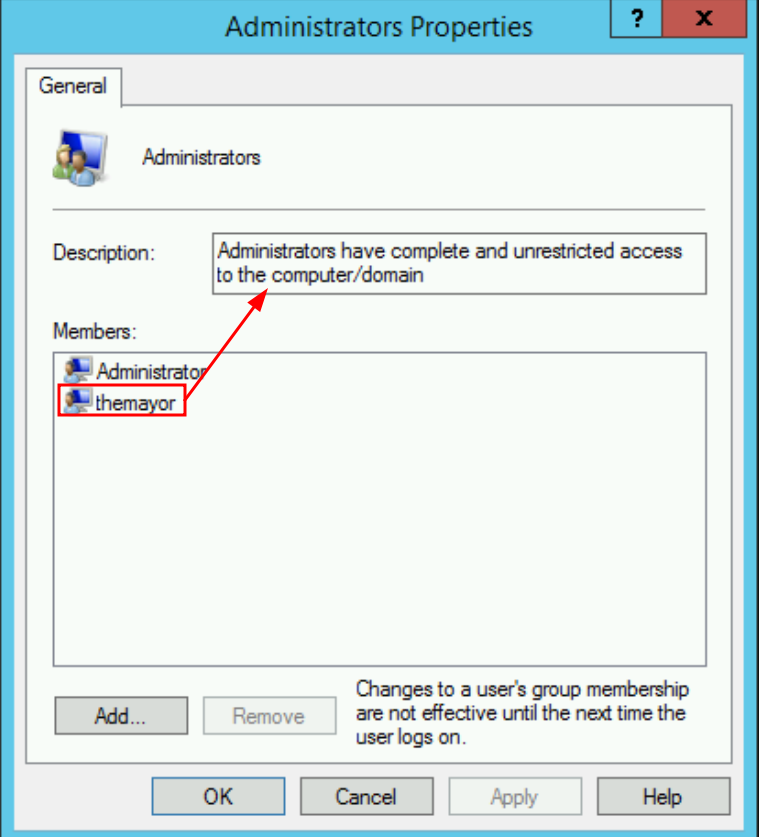 Administrators Properties
?
x
General
Administrators
Description:
Administrators have complete and unrestricted access
to the computer/domain
Members:
Administrator
themayor
Add...
Remove
Changes to a user's group membership
are not effective until the next time the
user logs on.
OK
Cancel
Apply
Help